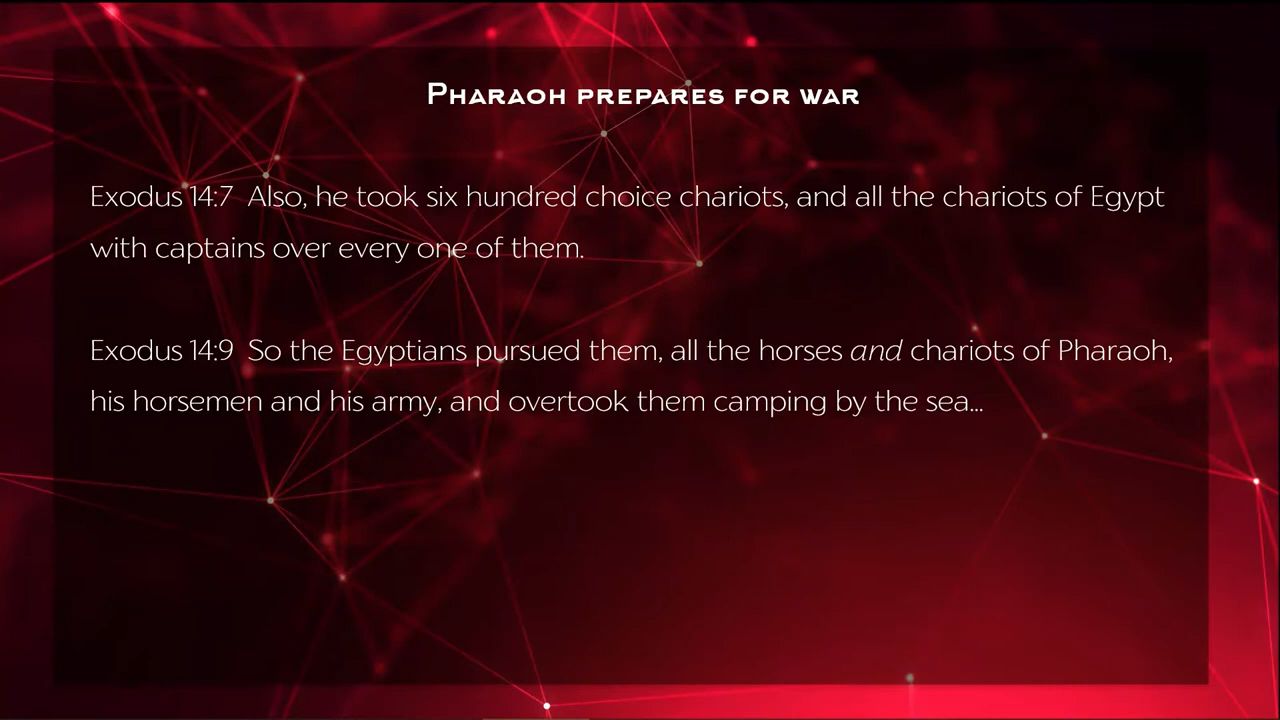 Pharaoh prepares for war
Exodus 14:7  Also, he took six hundred choice chariots, and all the chariots of Egypt
with captains over every one of them.
Exodus 14:9  So the Egyptians pursued them, all the horses and chariots of Pharaoh,
his horsemen and his army, and overtook them camping by the sea...